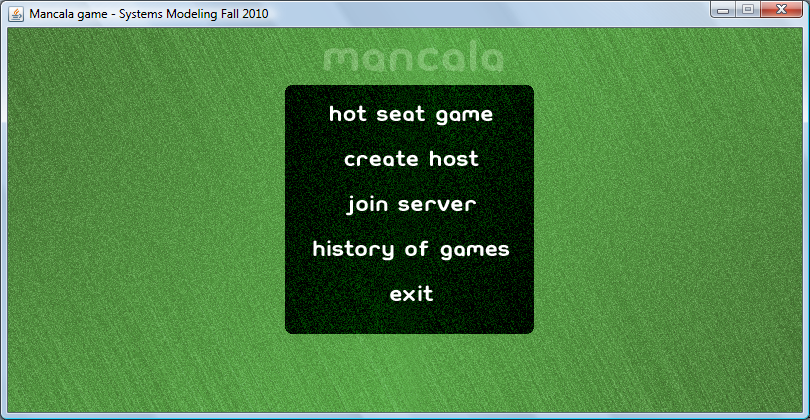 Mancala game - Systems Modeling Fall 2010
mancala
hot seat game
create host
join server
history of games
exit